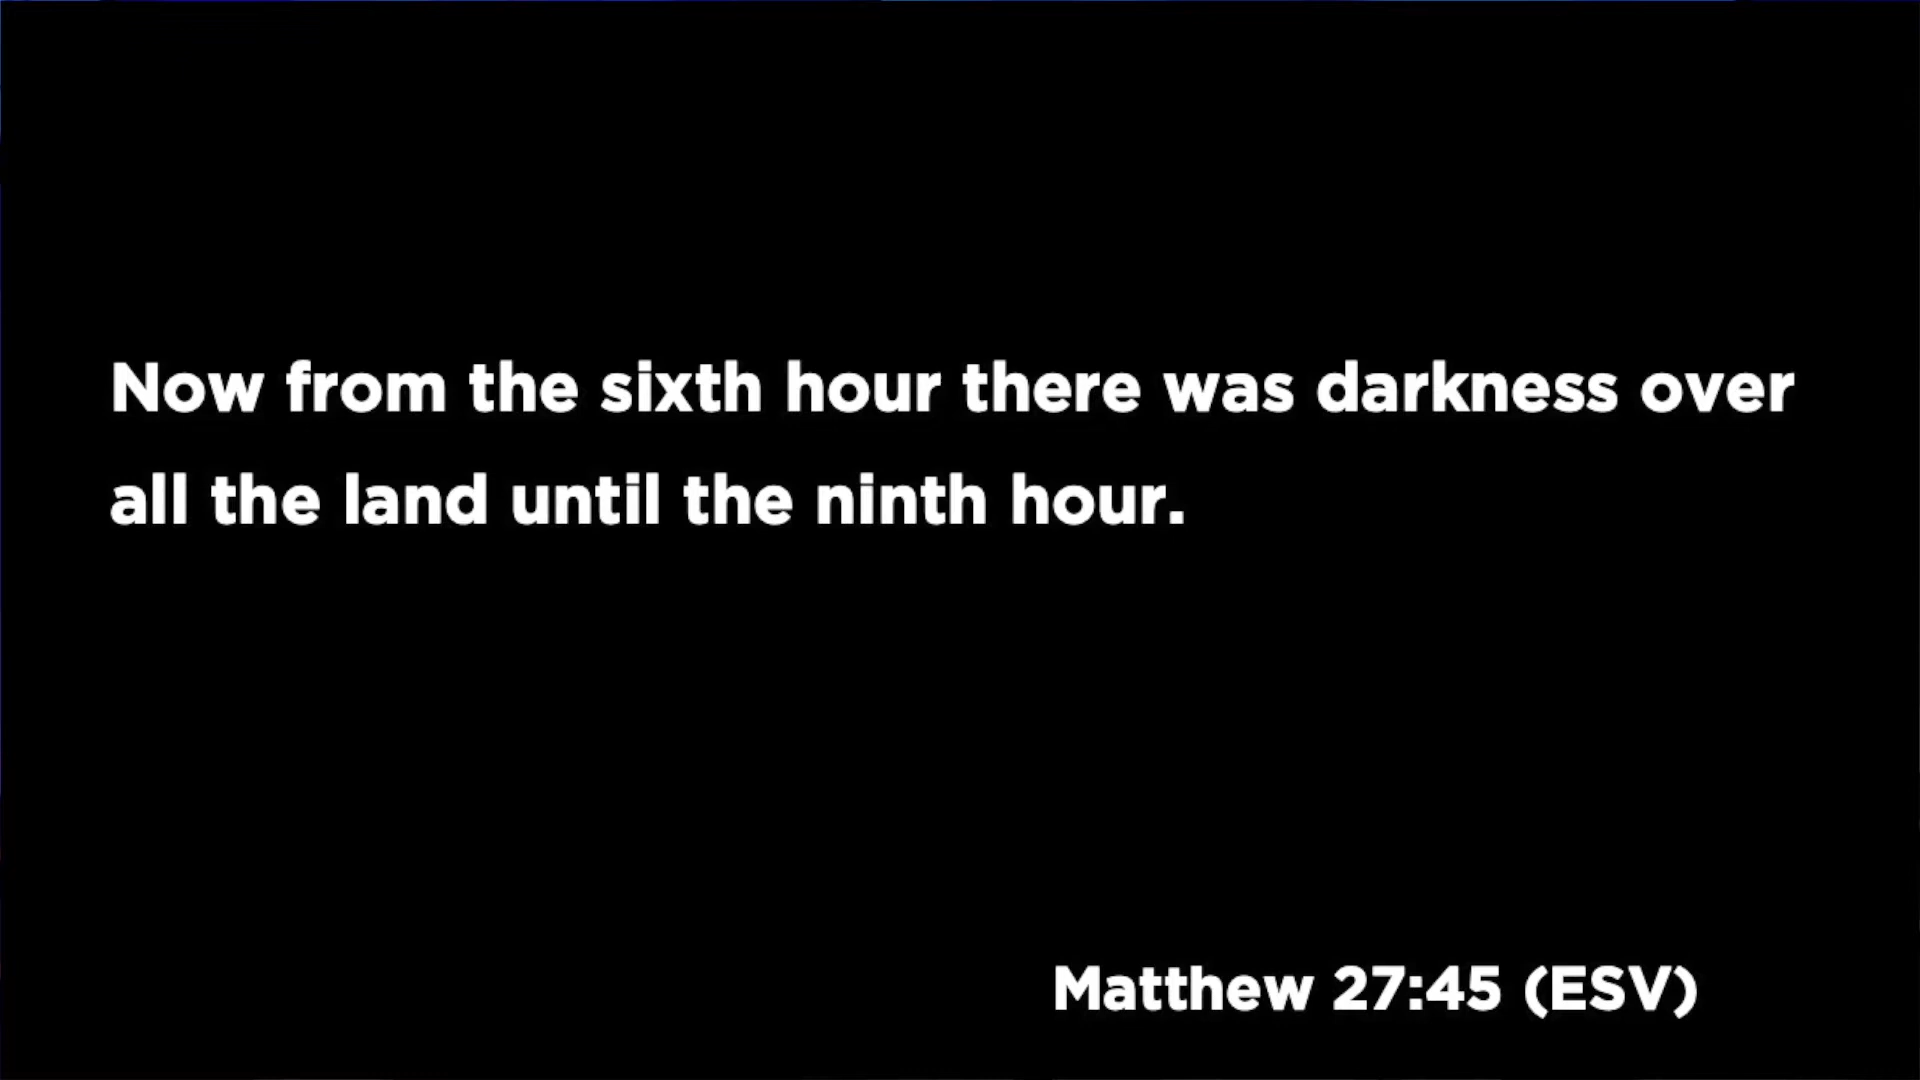 Now from the sixth hour there was darkness over
all the land until the ninth hour.
Matthew 27:45 (ESV)